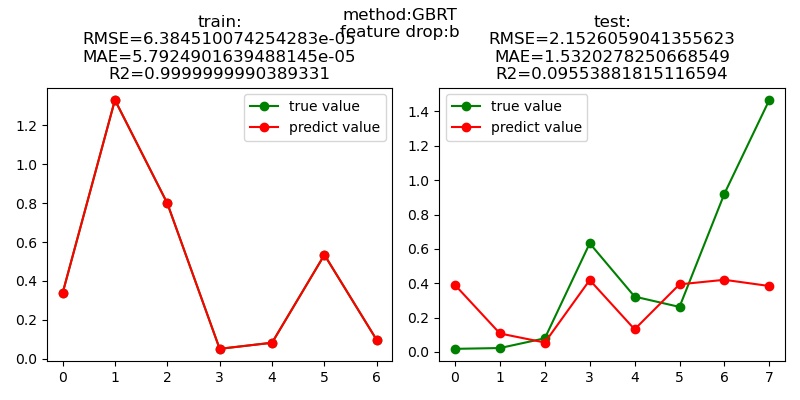 method:GBRT
feature drop:b
train:
RMSE=6.384510074254283e-05
MAE=5.7924901639488145e-05
R2=0.9999999990389331
true value
predict value
1.2
1.0
0.8
0.6
0.4
0.2
0.0
0 1 2 3 4 5 6
test:
RMSE=2.1526059041355623
MAE=1.5320278250668549
R2=0.09553881815116594
true value
predict value
1.4
1.2
1.0
0.8
0.6
0.4
0.2
0.0
0 1 2 3 4 5 6 7